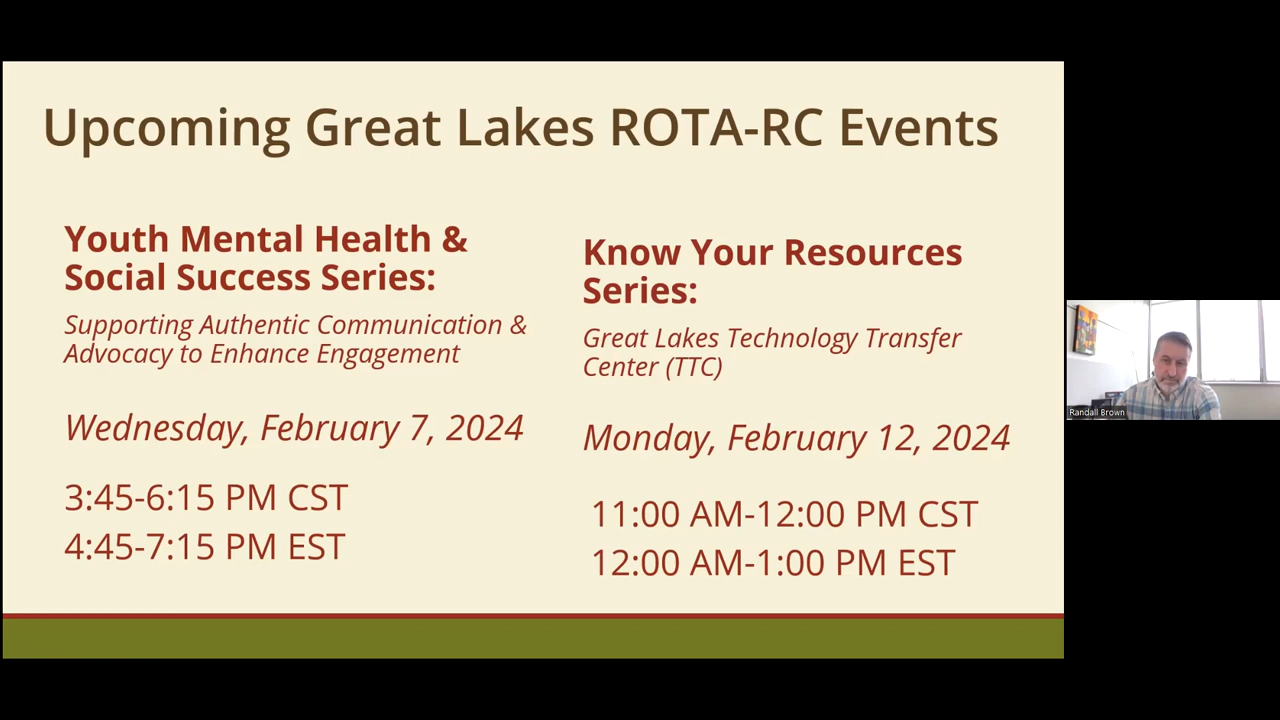 Upcoming Great Lakes ROTA-RC Events
Youth Mental Health &
Social Success Series:
Supporting Authentic Communication &
Advocacy to Enhance Engagement
Wednesday, February 7, 2024
3:45-6:15 PM CST
4:45-7:15 PM EST
Know Your Resources
Series:
Great Lakes Technology Transfer
Center (TTC)
Monday, February 12, 2024
11:00 AM-12:00 PM CST
12:00 AM-1:00 PM EST
Randall Brown